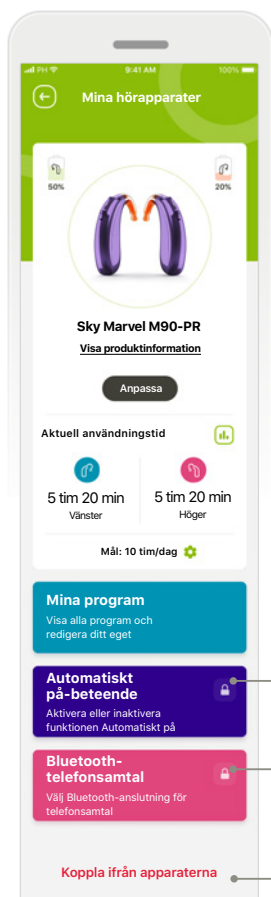 PH
9:41 AM
100%
Mina hörapparater
50%
20%
Sky Marvel M90-PR
Visa produktinformation
Anpassa
Aktuell användningstid
5 tim 20 min
Vänster
5 tim 20 min
Höger
Mål: 10 tim/dag
Mina program
Visa alla program och
redigera ditt eget
Automatiskt
på-beteende
Aktivera eller inaktivera
funktionen Automatiskt på
Bluetooth-
telefonsamtal
Välj Bluetooth-anslutning för
telefonsamtal
Koppla ifrån apparaterna